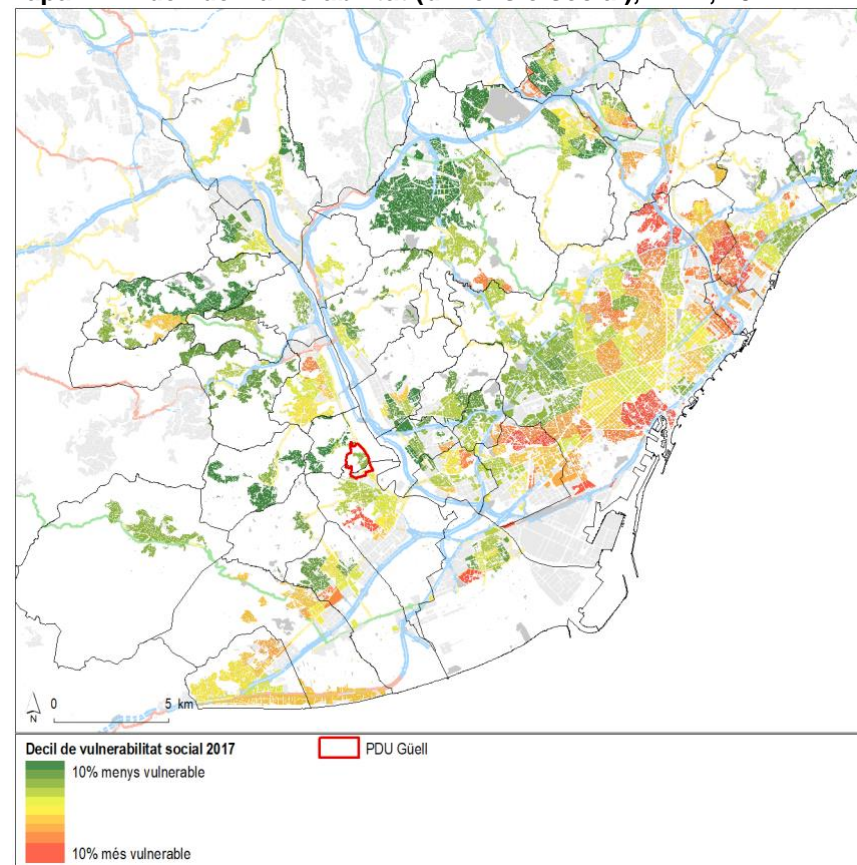 0 5 km
N
Decil de vulnerabilitat social 2017
PDU Güell
10% menys vulnerable
10% més vulnerable